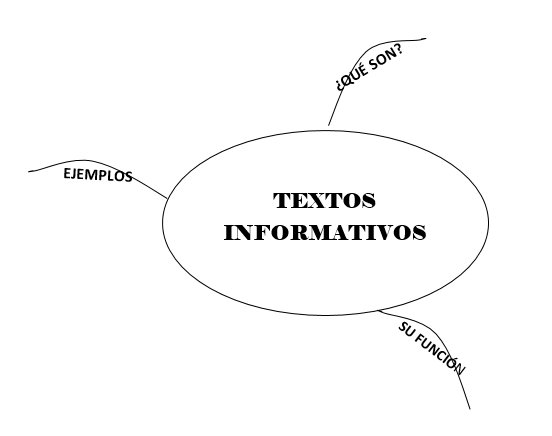 ¿QUÉ SON?
EJEMPLOS
TEXTOS
INFORMATIVOS
SU FUNCIÓN